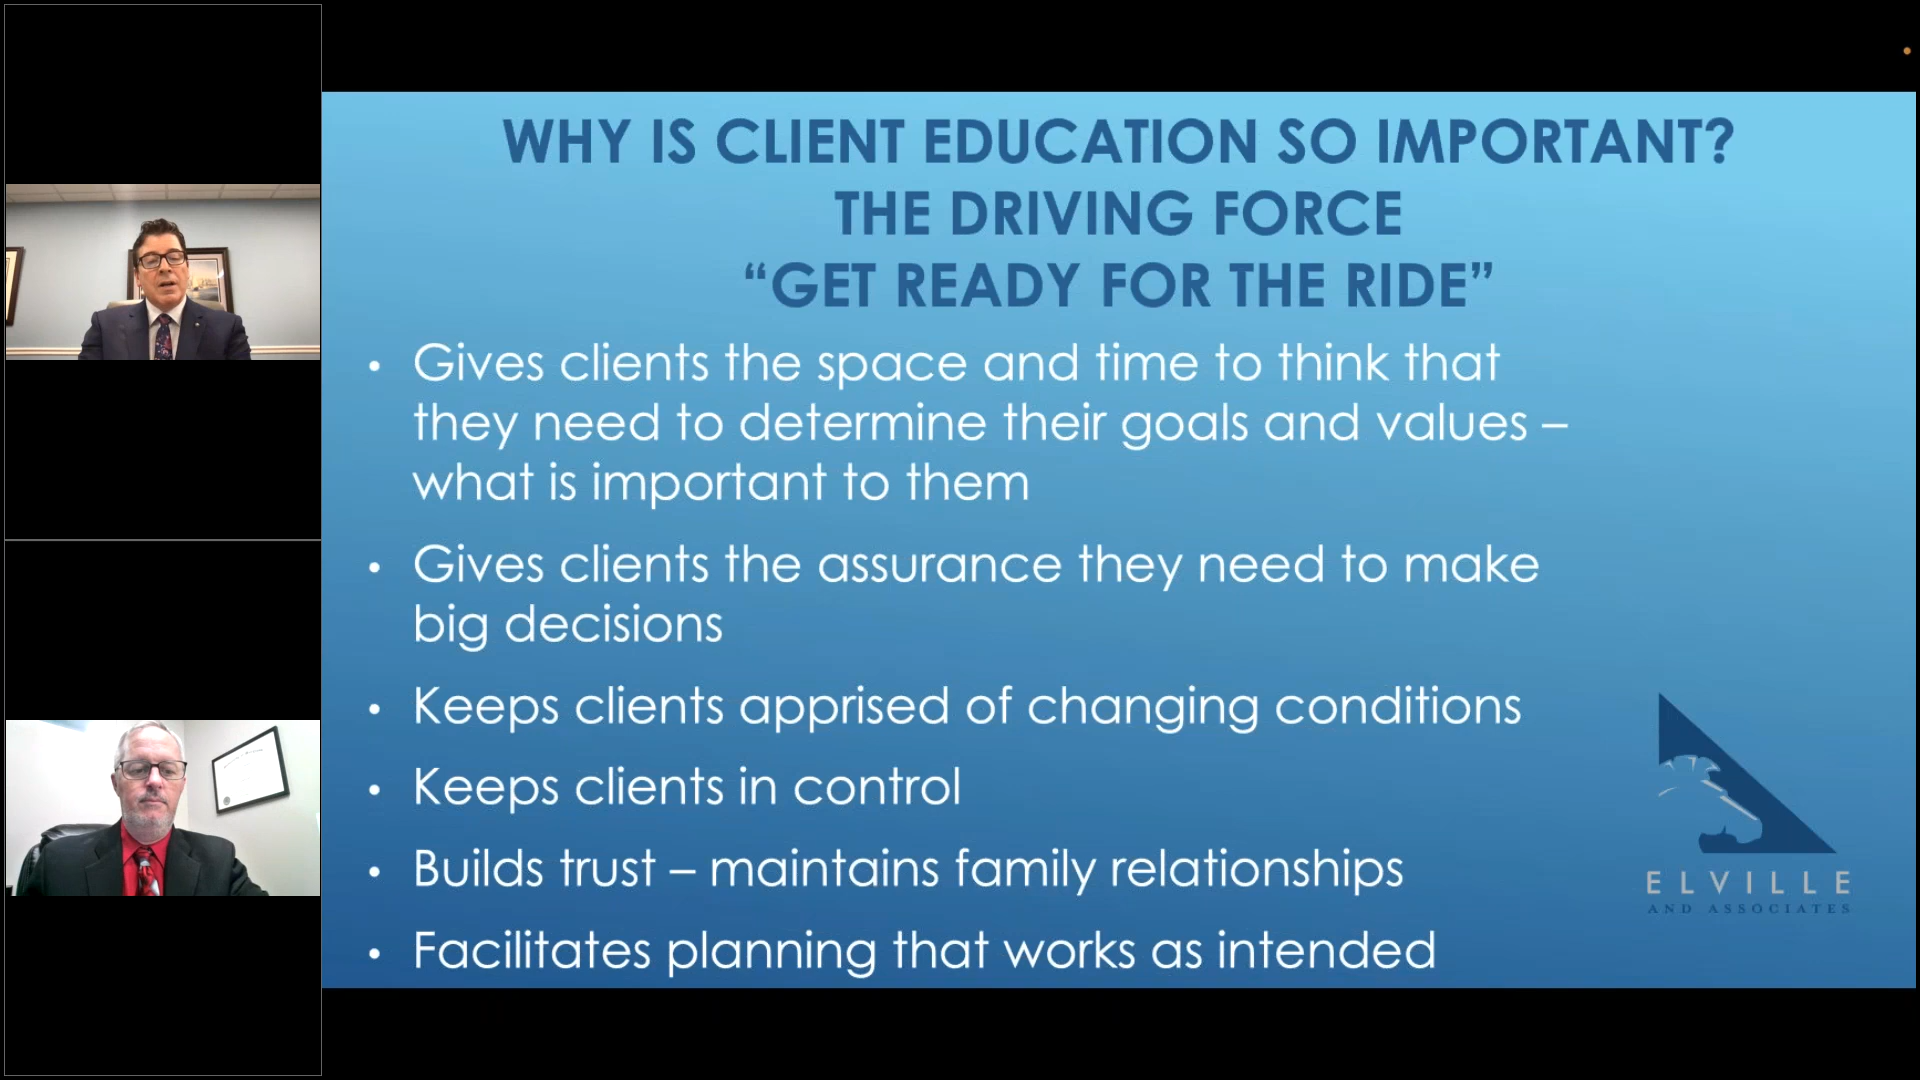 WHY IS CLIENT EDUCATION SO IMPORTANT?
THE DRIVING FORCE
“GET READY FOR THE RIDE”
• Gives clients the space and time to think that
they need to determine their goals and values –
what is important to them
• Gives clients the assurance they need to make
big decisions
• Keeps clients apprised of changing conditions
• Keeps clients in control
• Builds trust – maintains family relationships
• Facilitates planning that works as intended
ELVILLE
AND ASSOCIATES